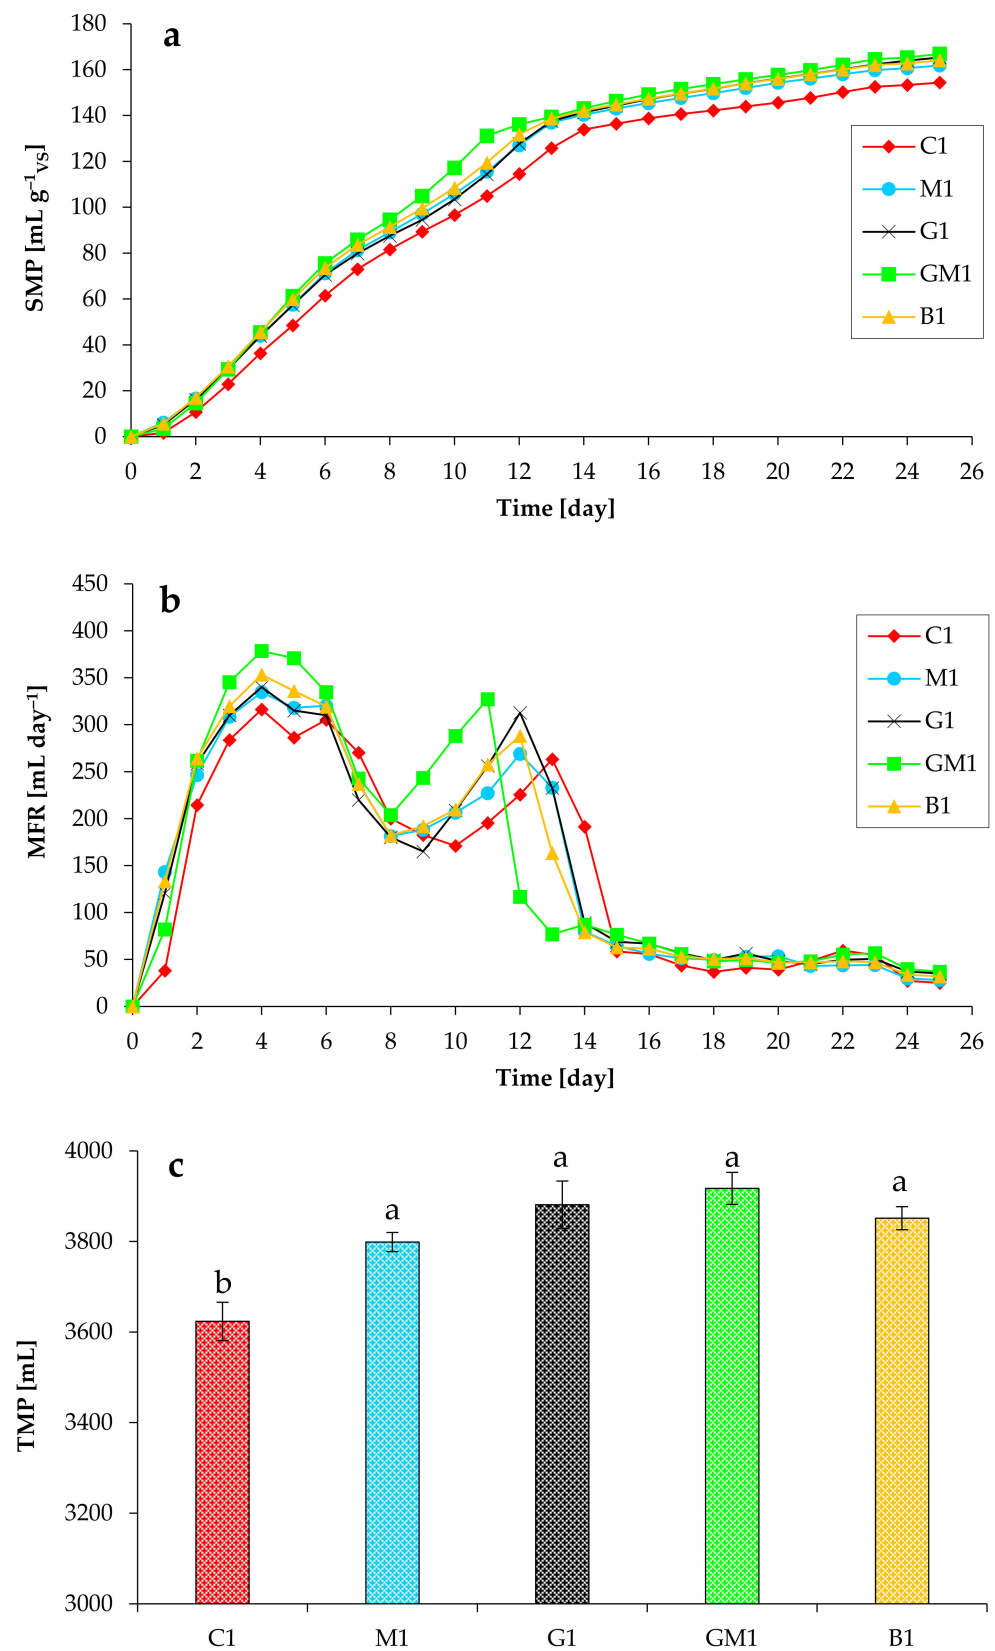 a
180
160
140
120
100
80
60
40
20
0
SMP [mL g⁻¹VS]
C1
M1
G1
GM1
B1
0 2 4 6 8 10 12 14 16 18 20 22 24 26
Time [day]
b
450
400
350
300
250
200
150
100
50
0
MFR [mL day⁻¹]
C1
M1
G1
GM1
B1
0 2 4 6 8 10 12 14 16 18 20 22 24 26
Time [day]
c
4000
3800
3600
3400
3200
3000
TMP [mL]
b a a a a
C1 M1 G1 GM1 B1